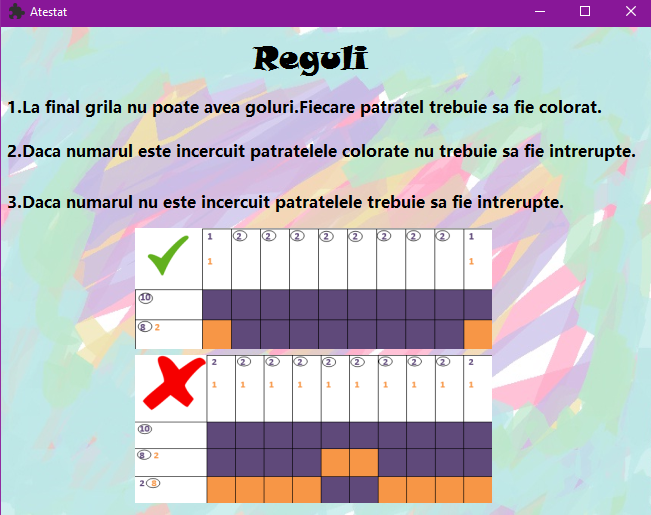 Atestat
Reguli
1.La final grila nu poate avea goluri.Fiecare patratel trebuie sa fie colorat.
2.Daca numarul este incercuit patratelele colorate nu trebuie sa fie intrerupte.
3.Daca numarul nu este incercuit patratelele trebuie sa fie intrerupte.
1 2 2 2 2 2 2 2 2 1
1 1
10
8 2
2 2 2 2 2 2 2 2 2 2
1 1 1 1 1 1 1 1 1 1
10
8 2
2 8